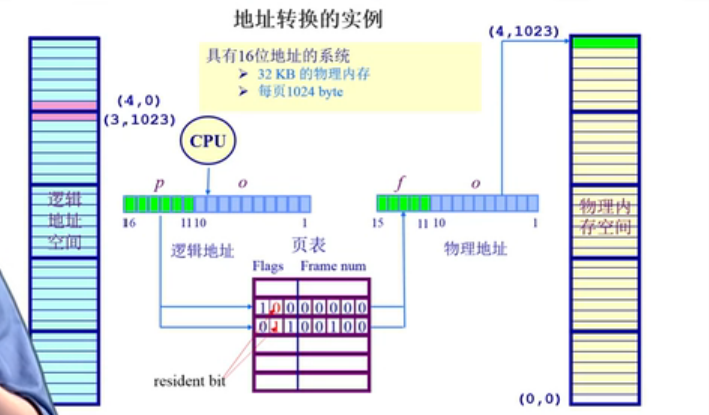 地址转换的实例
(4,1023)
具有16位地址的系统
➢ 32 KB 的物理内存
➢ 每页1024 byte
(4,0)
(3,1023)
CPU
p o
f o
逻辑
地址
空间
16 11 10 1
15 11 10 1
物理内
存空间
逻辑地址
页表
物理地址
Flags Frame num
1 0 0 0 0 0 0 0
0 1 1 0 0 1 0 0
resident bit
(0,0)